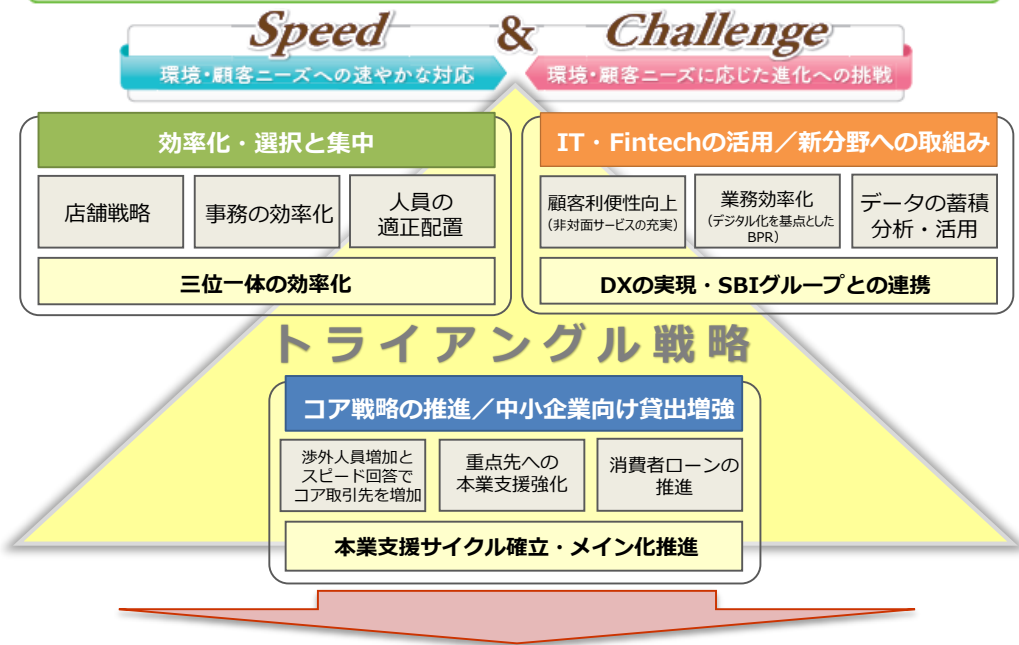 Speed & Challenge
環境・顧客ニーズへの速やかな対応
環境・顧客ニーズに応じた進化への挑戦
効率化・選択と集中
店舗戦略
事務の効率化
人員の
適正配置
三位一体の効率化
IT・Fintechの活用／新分野への取組み
顧客利便性向上
（非対面サービスの充実）
業務効率化
（デジタル化を基点とした
BPR）
データの蓄積
分析・活用
DXの実現・SBIグループとの連携
トライアングル戦略
コア戦略の推進／中小企業向け貸出増強
渉外人員増加と
スピード回答で
コア取引先を増加
重点先への
本業支援強化
消費者ローンの
推進
本業支援サイクル確立・メイン化推進